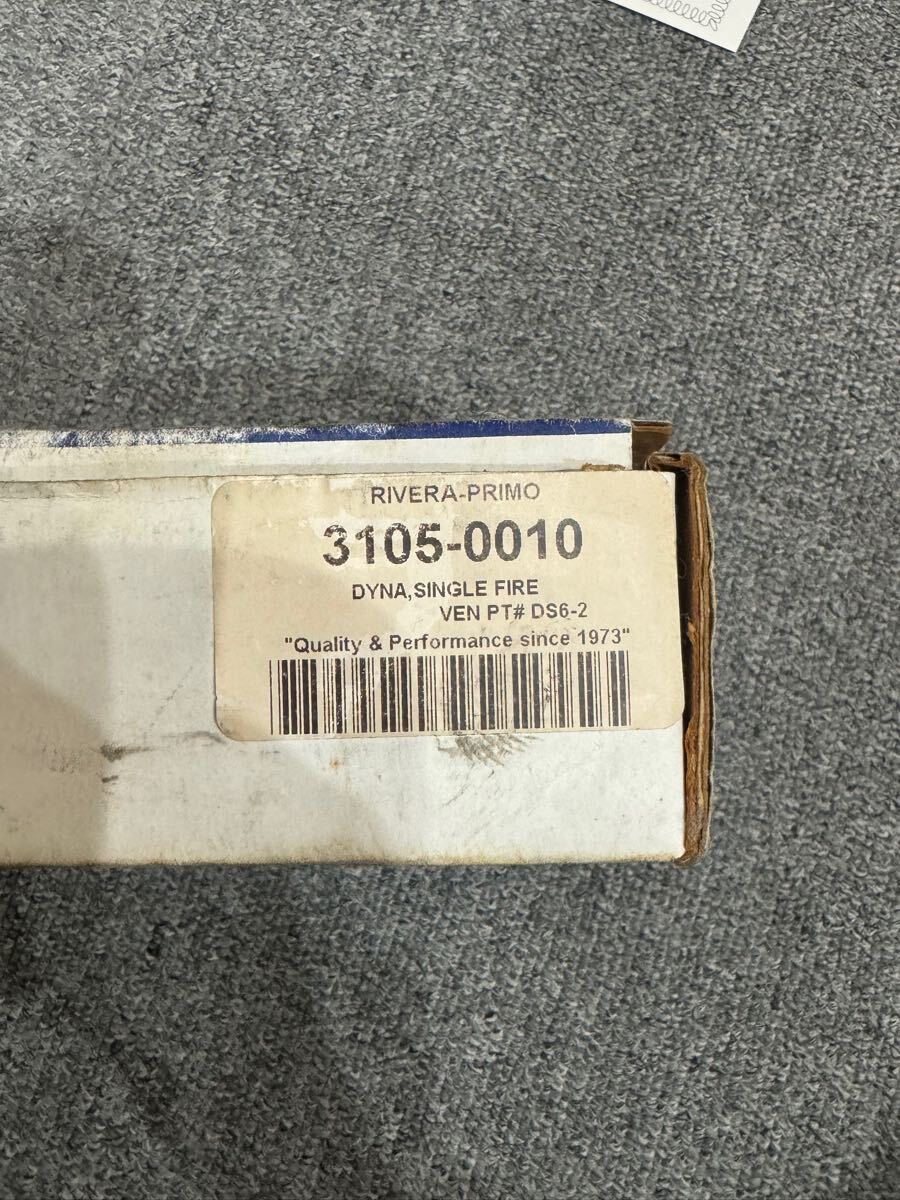 RIVERA-PRIMO
3105-0010
DYNA,SINGLE FIRE
VEN PT# DS6-2
"Quality & Performance since 1973"